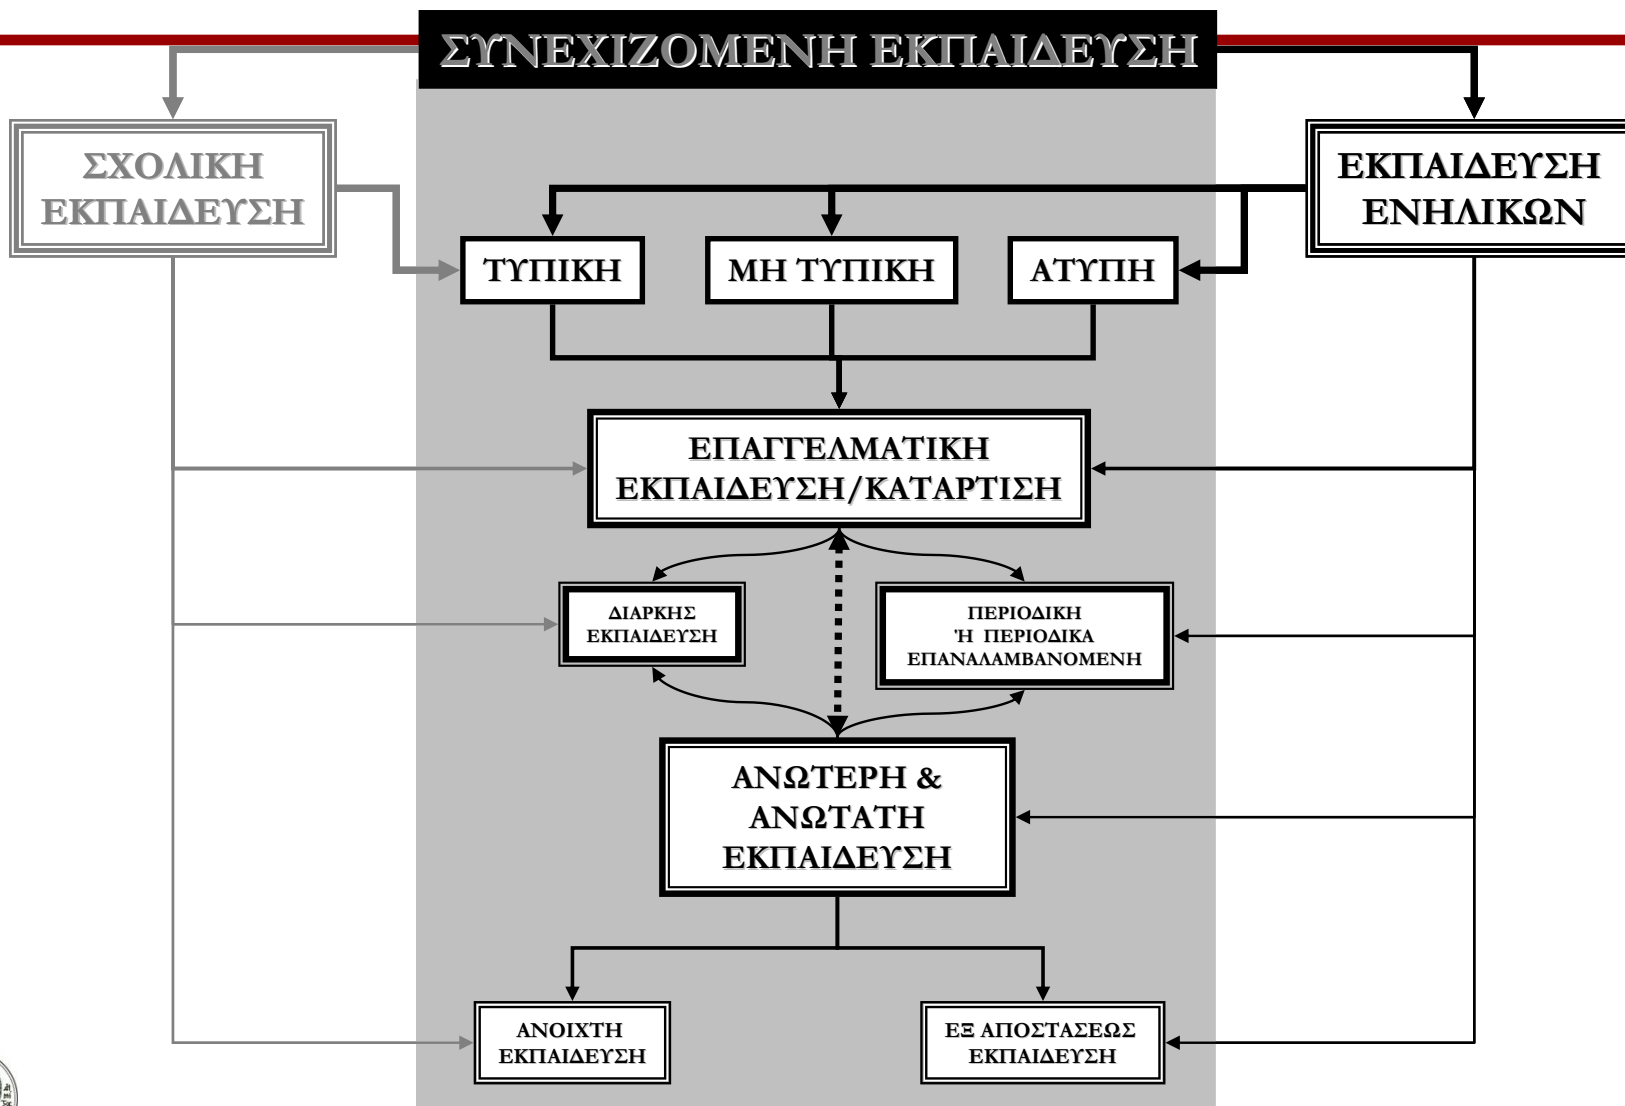 ΣΥΝΕΧΙΖΟΜΕΝΗ ΕΚΠΑΙΔΕΥΣΗ
ΣΧΟΛΙΚΗ
ΕΚΠΑΙΔΕΥΣΗ
ΕΚΠΑΙΔΕΥΣΗ
ΕΝΗΛΙΚΩΝ
ΤΥΠΙΚΗ
ΜΗ ΤΥΠΙΚΗ
ΑΤΥΠΗ
ΕΠΑΓΓΕΛΜΑΤΙΚΗ
ΕΚΠΑΙΔΕΥΣΗ/ΚΑΤΑΡΤΙΣΗ
ΔΙΑΡΚΗΣ
ΕΚΠΑΙΔΕΥΣΗ
ΠΕΡΙΟΔΙΚΗ
Ή ΠΕΡΙΟΔΙΚΑ
ΕΠΑΝΑΛΑΜΒΑΝΟΜΕΝΗ
ΑΝΩΤΕΡΗ &
ΑΝΩΤΑΤΗ
ΕΚΠΑΙΔΕΥΣΗ
ΑΝΟΙΧΤΗ
ΕΚΠΑΙΔΕΥΣΗ
ΕΞ ΑΠΟΣΤΑΣΕΩΣ
ΕΚΠΑΙΔΕΥΣΗ